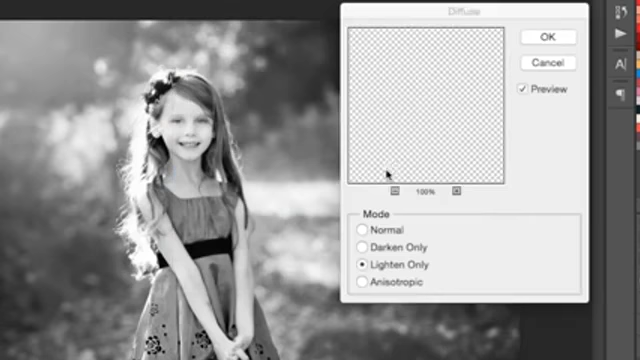 Diffuse
OK
Cancel
Preview
100%
Mode
Normal
Darken Only
Lighten Only
Anisotropic
A
¶